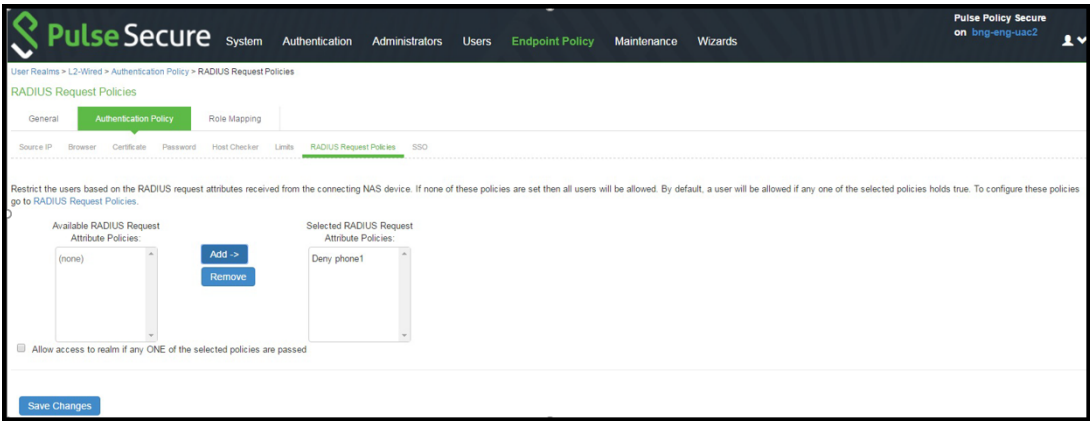 Pulse Secure
System Authentication Administrators Users Endpoint Policy Maintenance Wizards
Pulse Policy Secure
on bng-eng-uac2
User Realms > L2-Wired > Authentication Policy > RADIUS Request Policies
RADIUS Request Policies
General Authentication Policy Role Mapping
Source IP Browser Certificate Password Host Checker Limits RADIUS Request Policies SSO
Restrict the users based on the RADIUS request attributes received from the connecting NAS device. If none of these policies are set then all users will be allowed. By default, a user will be allowed if any one of the selected policies holds true. To configure these policies
go to RADIUS Request Policies.
Available RADIUS Request
Attribute Policies:
(none)
Add ->
Remove
Selected RADIUS Request
Attribute Policies:
Deny phone1
Allow access to realm if any ONE of the selected policies are passed
Save Changes